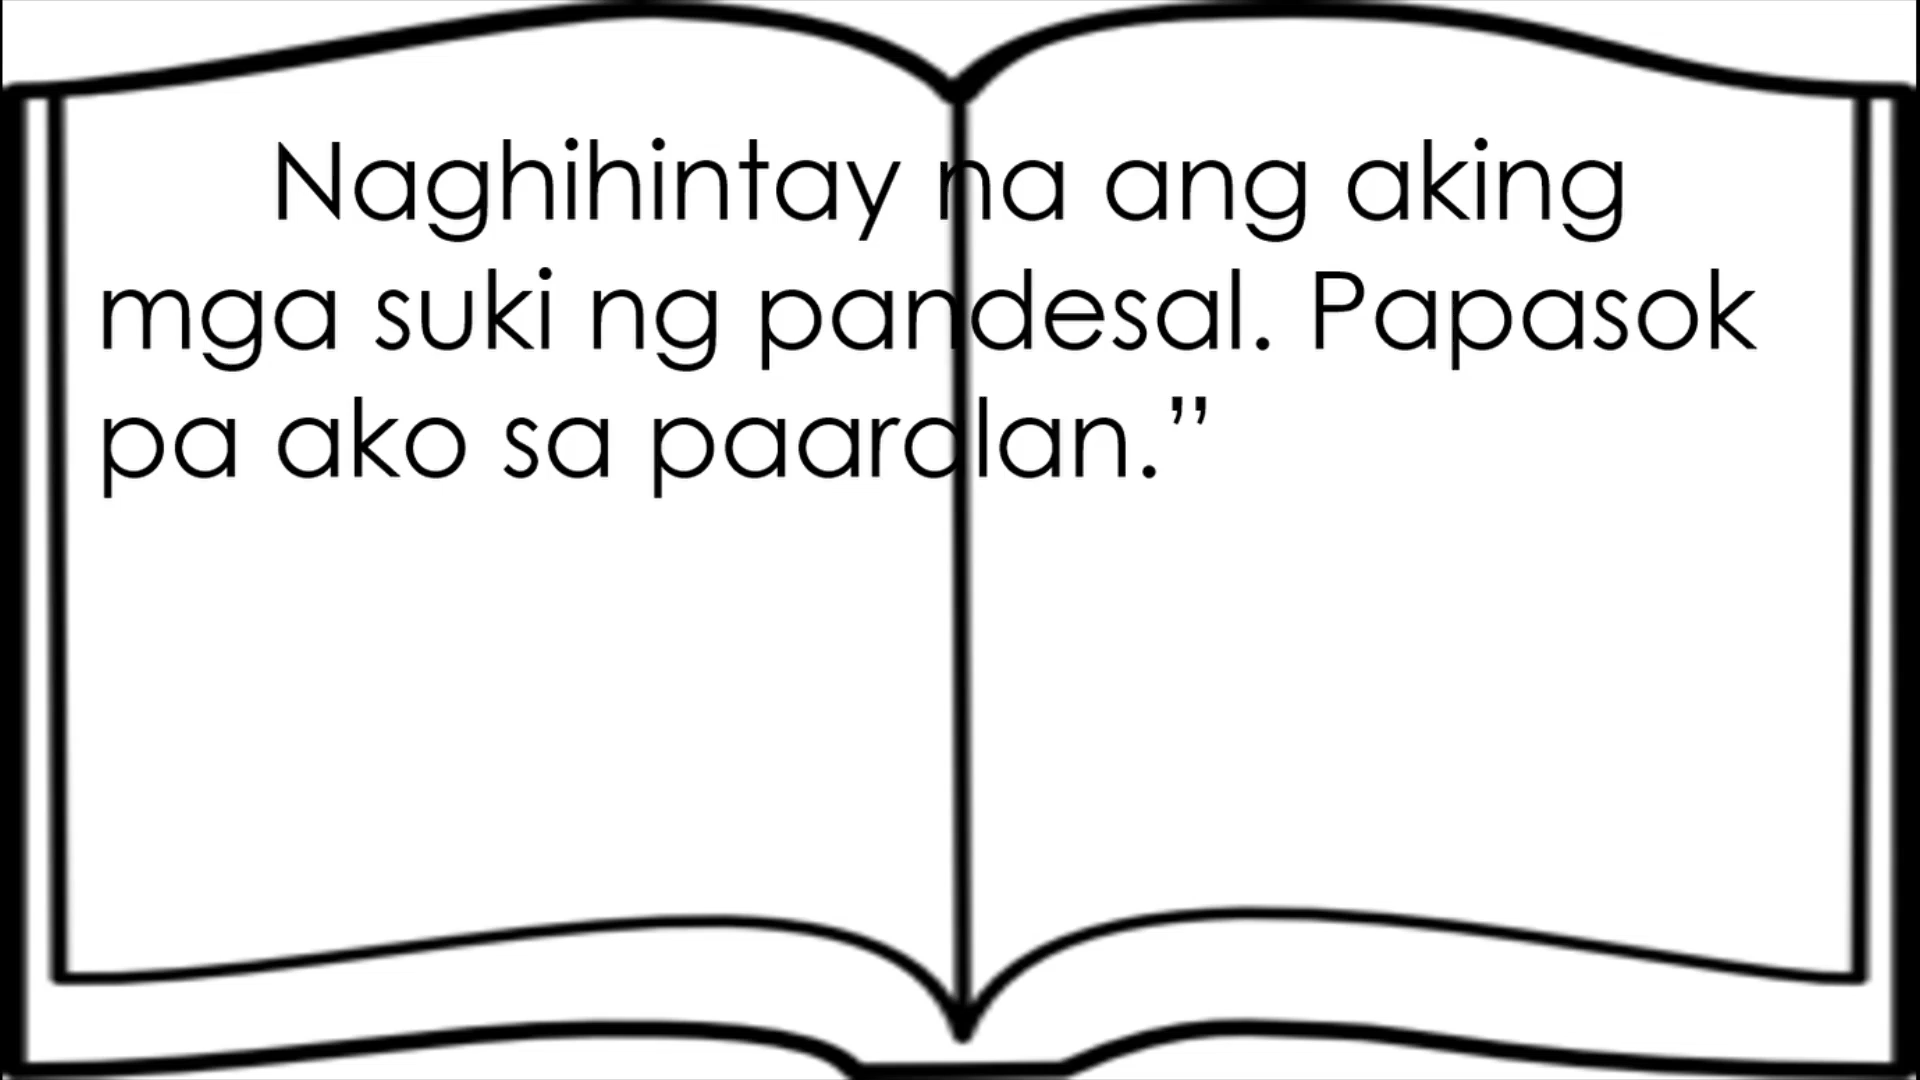 Naghihintay na ang aking
mga suki ng pandesal. Papasok
pa ako sa paaralan.”